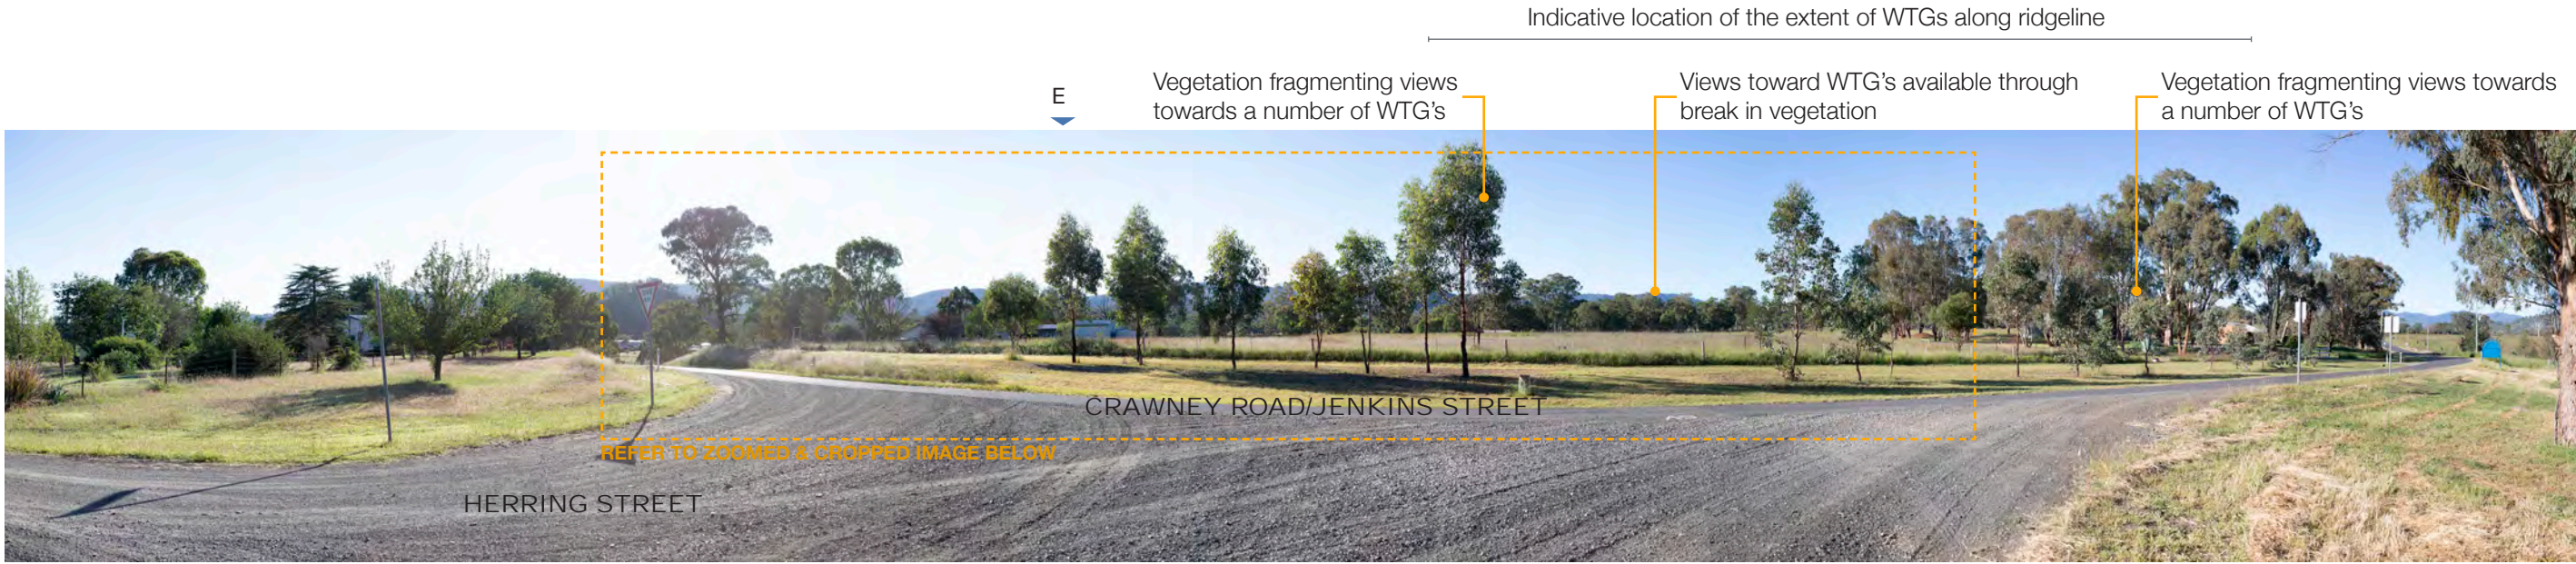 Indicative location of the extent of WTGs along ridgeline
E
Vegetation fragmenting views
towards a number of WTG's
Views toward WTG's available through
break in vegetation
Vegetation fragmenting views towards
a number of WTG's
CRAWNEY ROAD/JENKINS STREET
REFER TO ZOOMED & CROPPED IMAGE BELOW
HERRING STREET